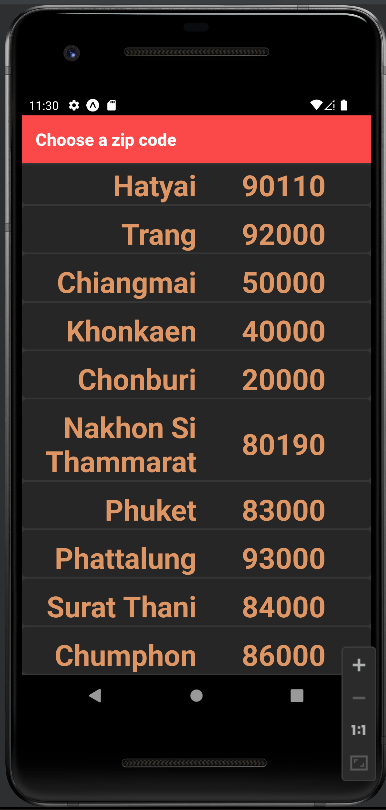 11:30
Choose a zip code
Hatyai 90110
Trang 92000
Chiangmai 50000
Khonkaen 40000
Chonburi 20000
Nakhon Si
Thammarat 80190
Phuket 83000
Phattalung 93000
Surat Thani 84000
Chumphon 86000
1:1